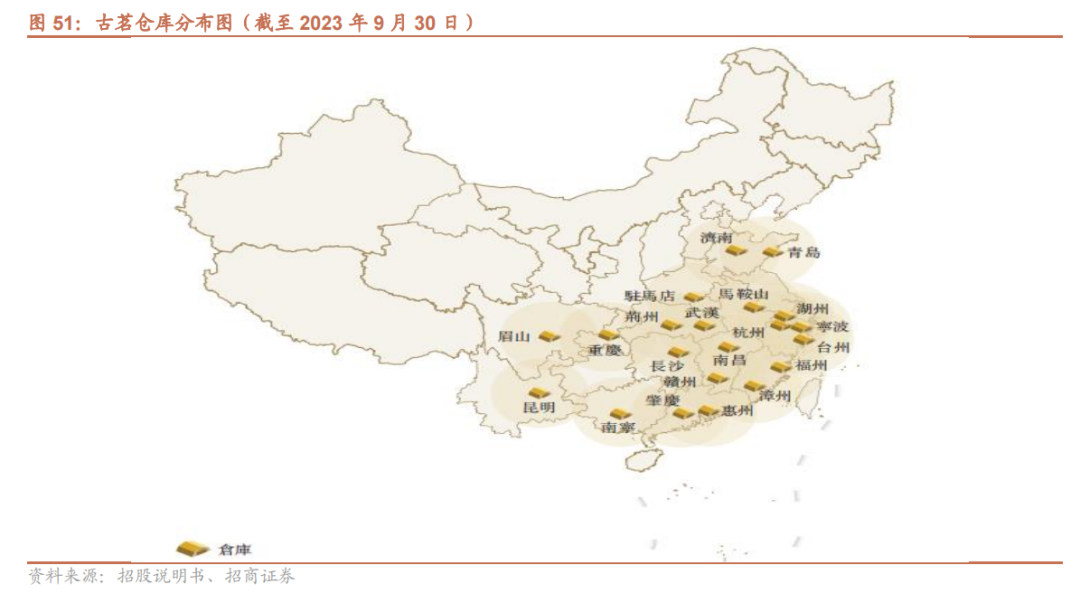 图 51：古茗仓库分布图（截至 2023 年 9 月 30 日）
濟南
青島
駐馬店
馬鞍山
湖州
荊州
武漢
杭州
寧波
台州
眉山
重慶
長沙
南昌
福州
贛州
漳州
肇慶
惠州
昆明
南寧
倉庫
资料来源：招股说明书、招商证券